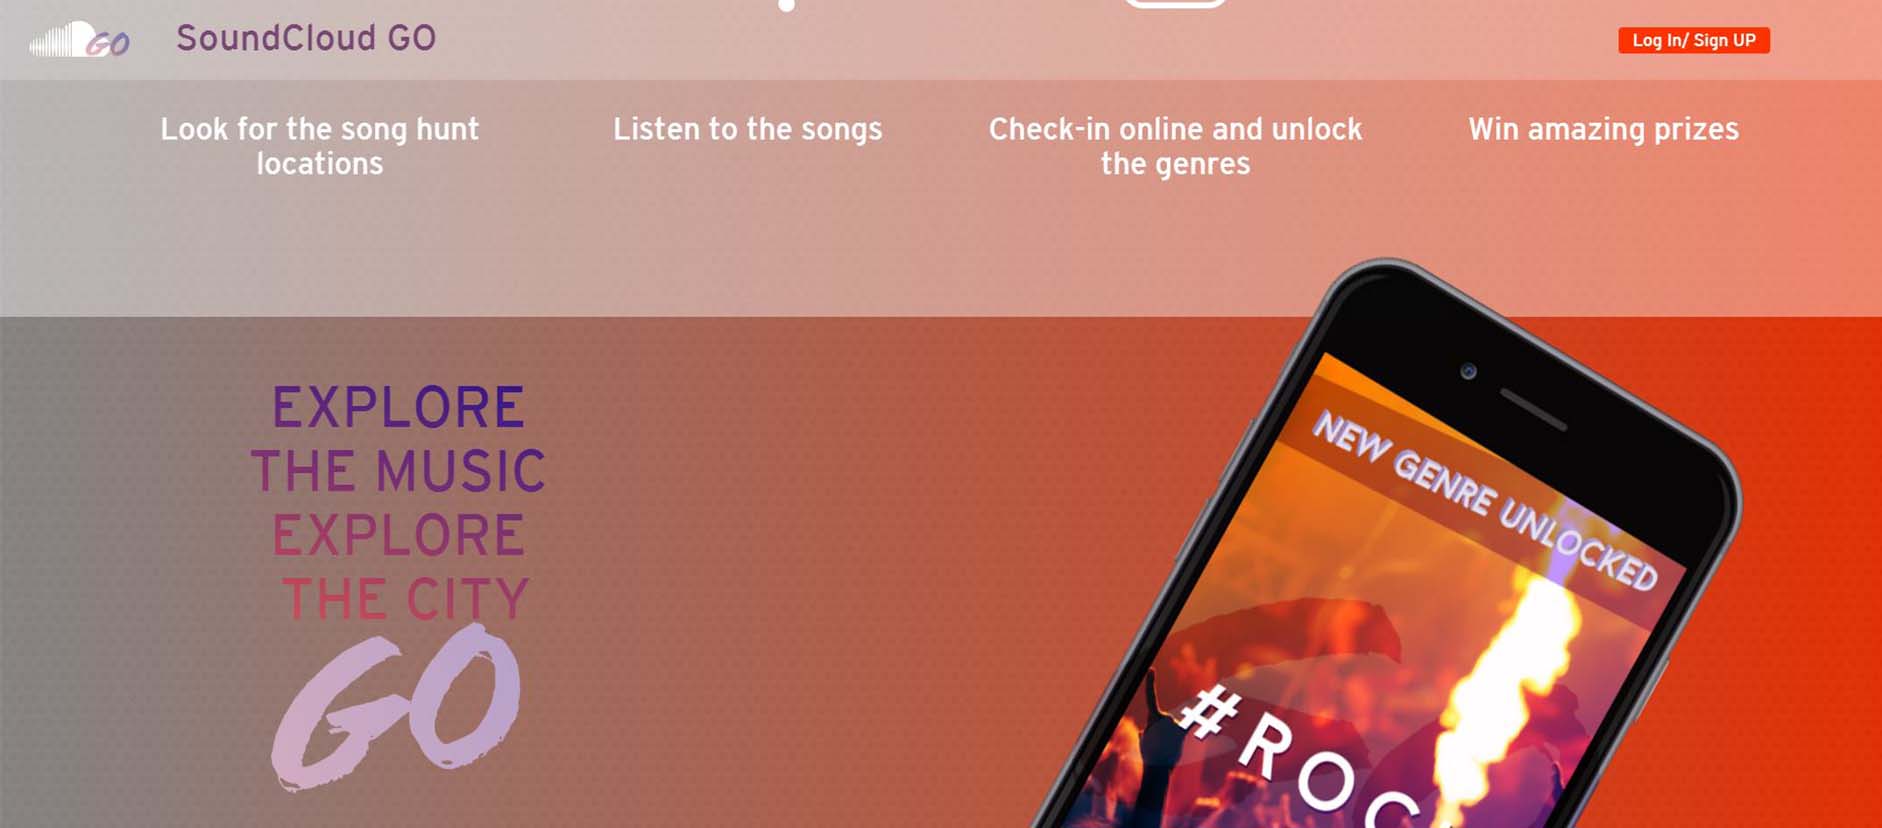 GO
SoundCloud GO
Log In/ Sign UP
Look for the song hunt
locations
Listen to the songs
Check-in online and unlock
the genres
Win amazing prizes
EXPLORE
THE MUSIC
EXPLORE
THE CITY
GO
NEW GENRE UNLOCKED
#ROC